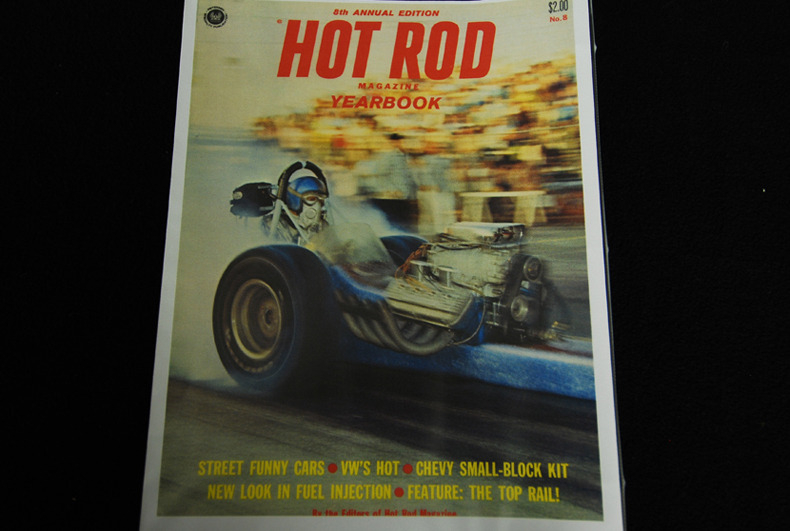 8th ANNUAL EDITION
$2.00
No. 8
HOT ROD
MAGAZINE
YEARBOOK
STREET FUNNY CARS ● VW'S HOT ● CHEVY SMALL-BLOCK KIT
NEW LOOK IN FUEL INJECTION ● FEATURE: THE TOP RAIL!
By the Editors of Hot Rod Magazine